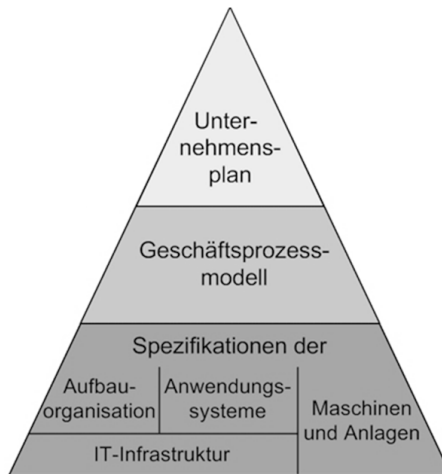 Unter-
nehmens-
plan
Geschäftsprozess-
modell
Spezifikationen der
Aufbau-
organisation
Anwendungs-
systeme
Maschinen
und Anlagen
IT-Infrastruktur